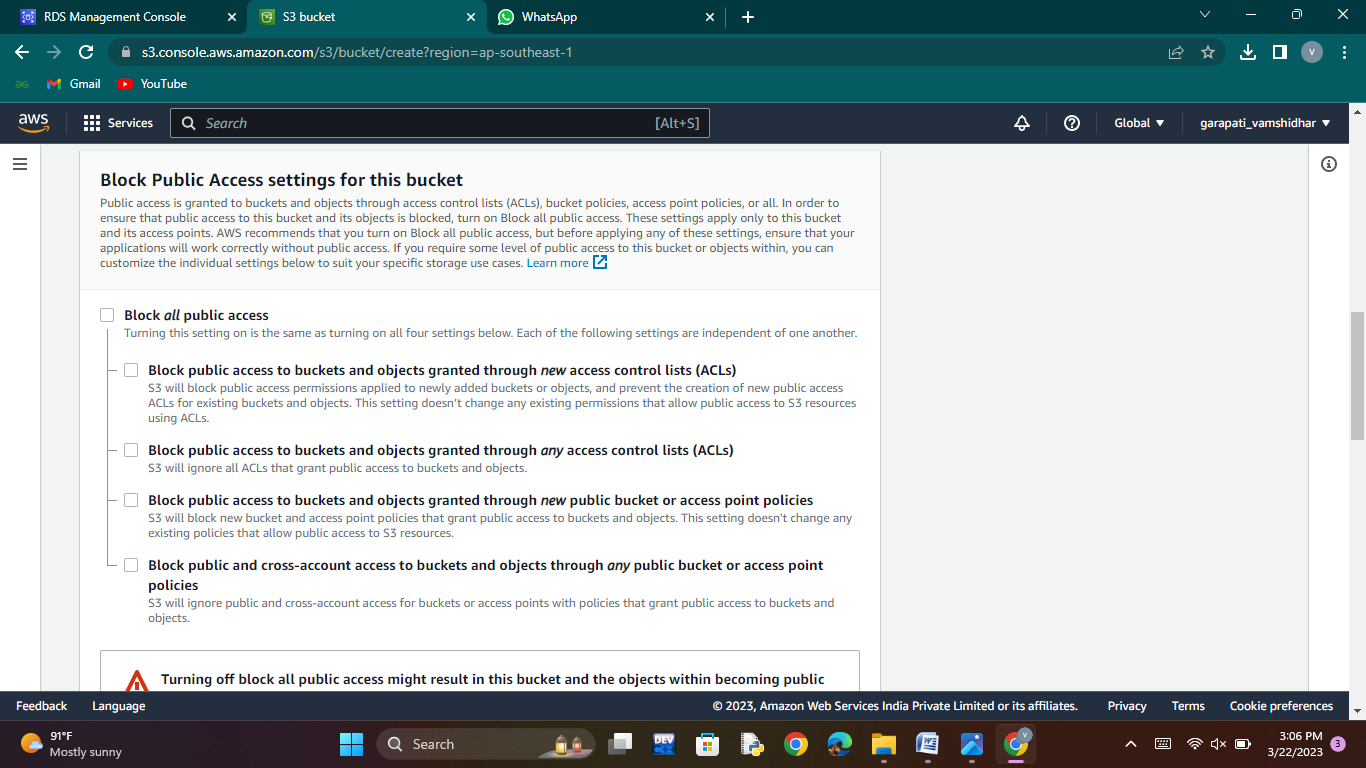 RDS Management Console
S3 bucket
WhatsApp
s3.console.aws.amazon.com/s3/bucket/create?region=ap-southeast-1
V
Gmail
YouTube
aws
Services
Search
[Alt+S]
Global
garapati_vamshidhar
Block Public Access settings for this bucket
Public access is granted to buckets and objects through access control lists (ACLs), bucket policies, access point policies, or all. In order to
ensure that public access to this bucket and its objects is blocked, turn on Block all public access. These settings apply only to this bucket
and its access points. AWS recommends that you turn on Block all public access, but before applying any of these settings, ensure that your
applications will work correctly without public access. If you require some level of public access to this bucket or objects within, you can
customize the individual settings below to suit your specific storage use cases. Learn more
Block all public access
Turning this setting on is the same as turning on all four settings below. Each of the following settings are independent of one another.
Block public access to buckets and objects granted through new access control lists (ACLs)
S3 will block public access permissions applied to newly added buckets or objects, and prevent the creation of new public access
ACLs for existing buckets and objects. This setting doesn't change any existing permissions that allow public access to S3 resources
using ACLs.
Block public access to buckets and objects granted through any access control lists (ACLs)
S3 will ignore all ACLs that grant public access to buckets and objects.
Block public access to buckets and objects granted through new public bucket or access point policies
S3 will block new bucket and access point policies that grant public access to buckets and objects. This setting doesn't change any
existing policies that allow public access to S3 resources.
Block public and cross-account access to buckets and objects through any public bucket or access point
policies
S3 will ignore public and cross-account access for buckets or access points with policies that grant public access to buckets and
objects.
Turning off block all public access might result in this bucket and the objects within becoming public
Feedback
Language
© 2023, Amazon Web Services India Private Limited or its affiliates.
Privacy
Terms
Cookie preferences
91°F
Mostly sunny
Search
DEV
3:06 PM
3/22/2023
3